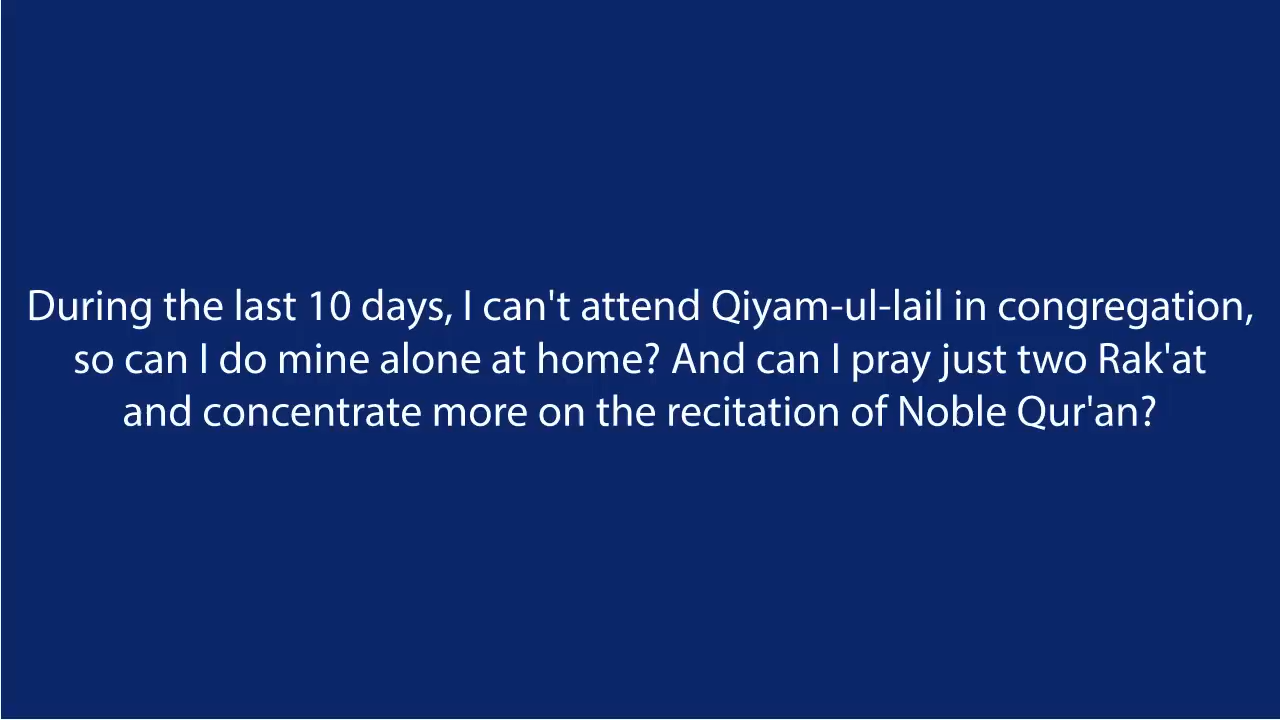 During the last 10 days, I can't attend Qiyam-ul-lail in congregation,
so can I do mine alone at home? And can I pray just two Rak'at
and concentrate more on the recitation of Noble Qur'an?